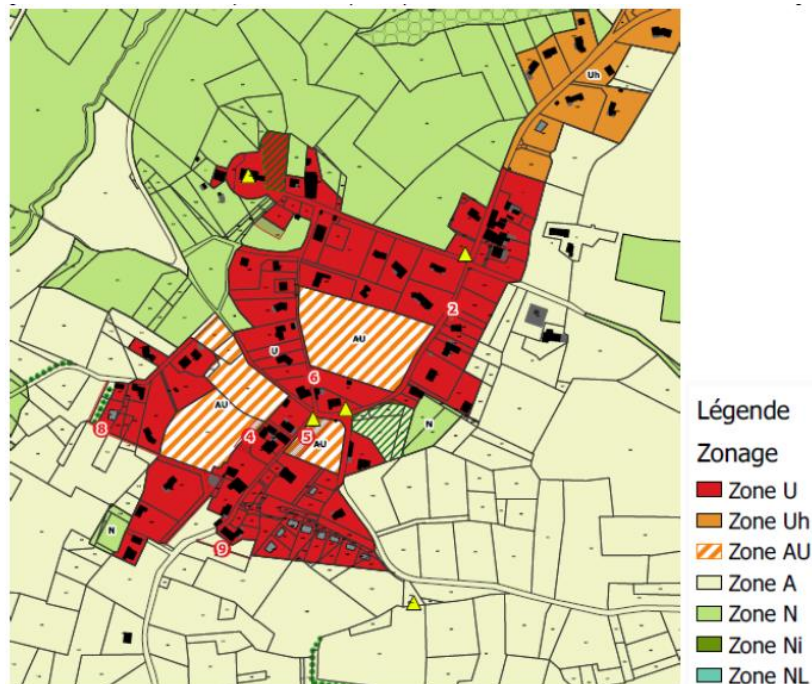 Uh
2
AU
U
6
AU
N
8
4
5
AU
N
9
Légende
Zonage
Zone U
Zone Uh
Zone AU
Zone A
Zone N
Zone Ni
Zone NL